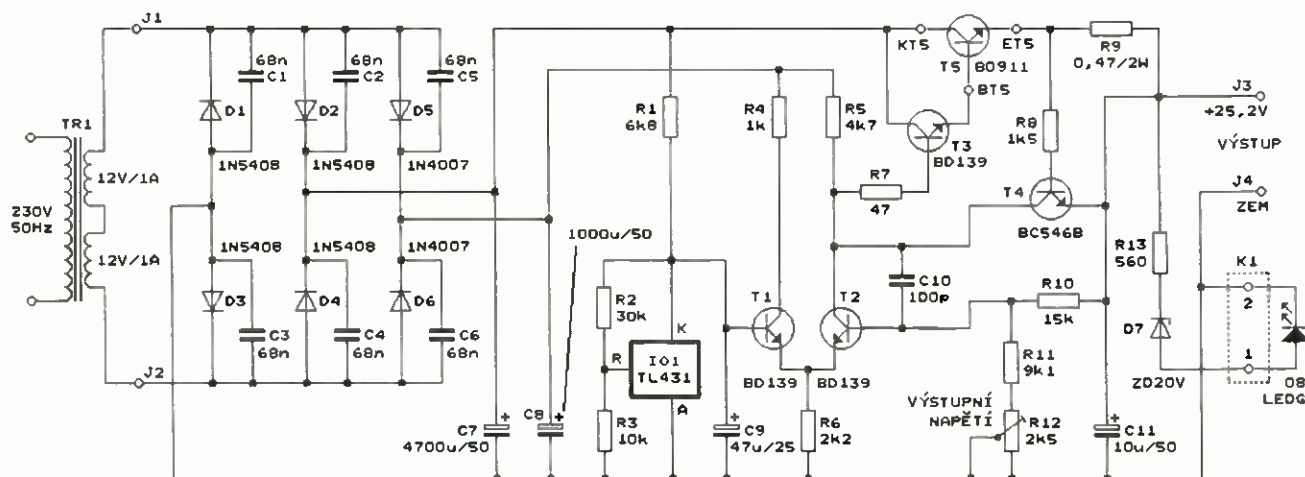 J1
TR1
230V
50Hz
12V/1A
12V/1A
J2
68n
C1
D1
1N5408
68n
C2
D2
1N5408
68n
C5
D5
1N4007
1N5408
D3
C3
68n
1N5408
D4
C4
68n
1N4007
D6
C6
68n
C7
4700u/50
1000u/50
C8
R1
6k8
R2
30k
R
K
IO1
TL431
A
R3
10k
C9
47u/25
R4
1k
R5
4k7
R7
47
T3
BD139
KT5
T5
ET5
BD911
BT5
R9
0,47/2W
R8
1k5
T4
BC546B
T1
BD139
T2
BD139
C10
100p
R6
2k2
R10
15k
R11
9k1
VÝSTUPNÍ
NAPĚTÍ
R12
2k5
C11
10u/50
J3
+25,2V
VÝSTUP
J4
ZEM
R13
560
D7
ZD20V
K1
2
1
D8
LEDG